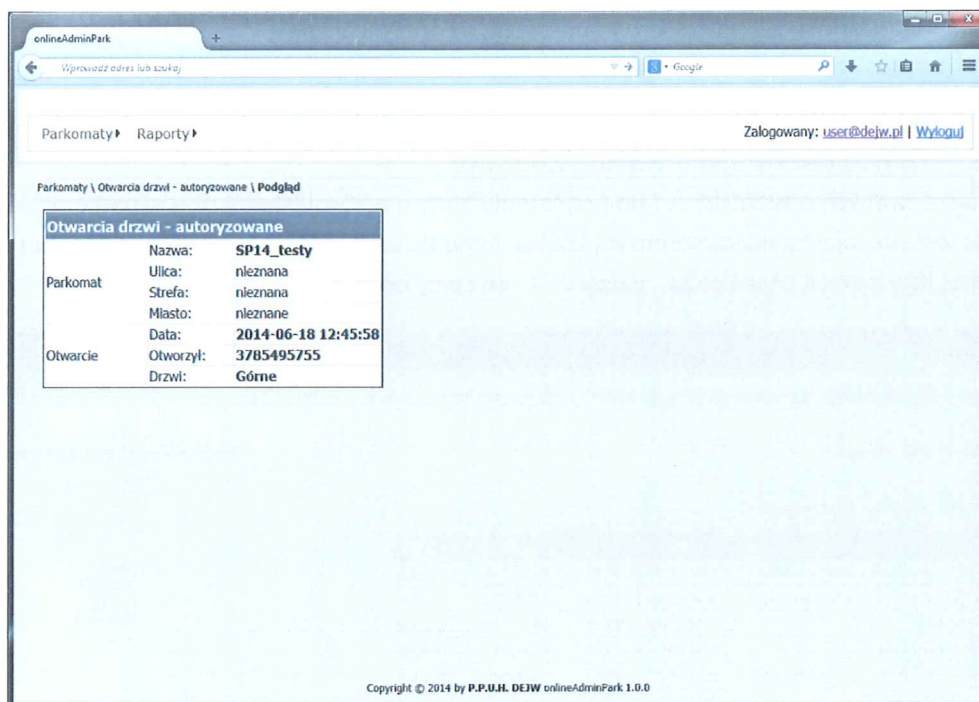 onlineAdminPark
Wprowadź adres lub szukaj
Google
Parkomaty Raporty
Zalogowany: user@dejw.pl | Wyloguj
Parkomaty \ Otwarcia drzwi - autoryzowane \ Podgląd
Otwarcia drzwi - autoryzowane
Parkomat
Nazwa: SP14_testy
Ulica: nieznana
Strefa: nieznana
Miasto: nieznane
Otwarcie
Data: 2014-06-18 12:45:58
Otworzył: 3785495755
Drzwi: Górne
Copyright © 2014 by P.P.U.H. DEJW onlineAdminPark 1.0.0